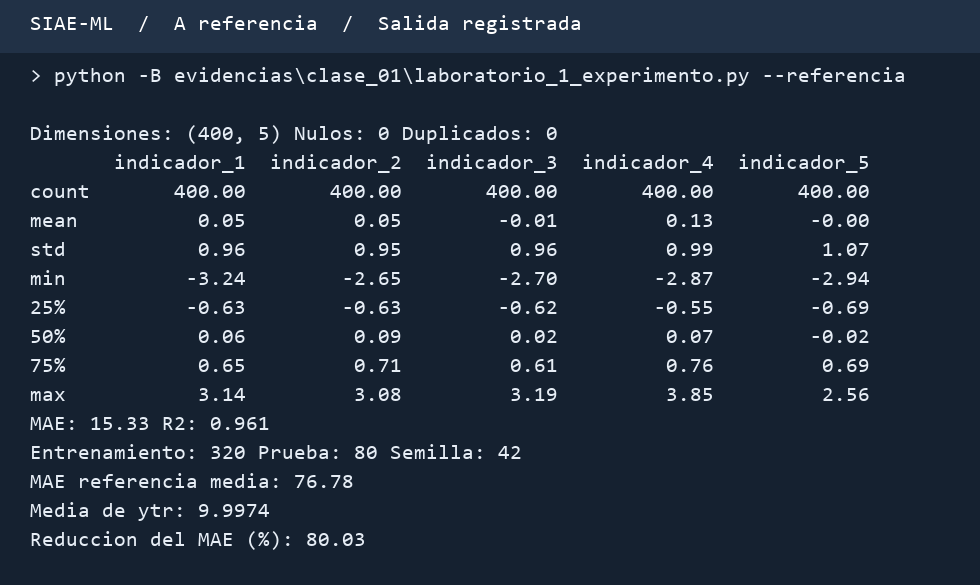 SIAE-ML / A referencia / Salida registrada
> python -B evidencias\clase_01\laboratorio_1_experimento.py --referencia
Dimensiones: (400, 5) Nulos: 0 Duplicados: 0
indicador_1 indicador_2 indicador_3 indicador_4 indicador_5
count 400.00 400.00 400.00 400.00 400.00
mean 0.05 0.05 -0.01 0.13 -0.00
std 0.96 0.95 0.96 0.99 1.07
min -3.24 -2.65 -2.70 -2.87 -2.94
25% -0.63 -0.63 -0.62 -0.55 -0.69
50% 0.06 0.09 0.02 0.07 -0.02
75% 0.65 0.71 0.61 0.76 0.69
max 3.14 3.08 3.19 3.85 2.56
MAE: 15.33 R2: 0.961
Entrenamiento: 320 Prueba: 80 Semilla: 42
MAE referencia media: 76.78
Media de ytr: 9.9974
Reduccion del MAE (%): 80.03